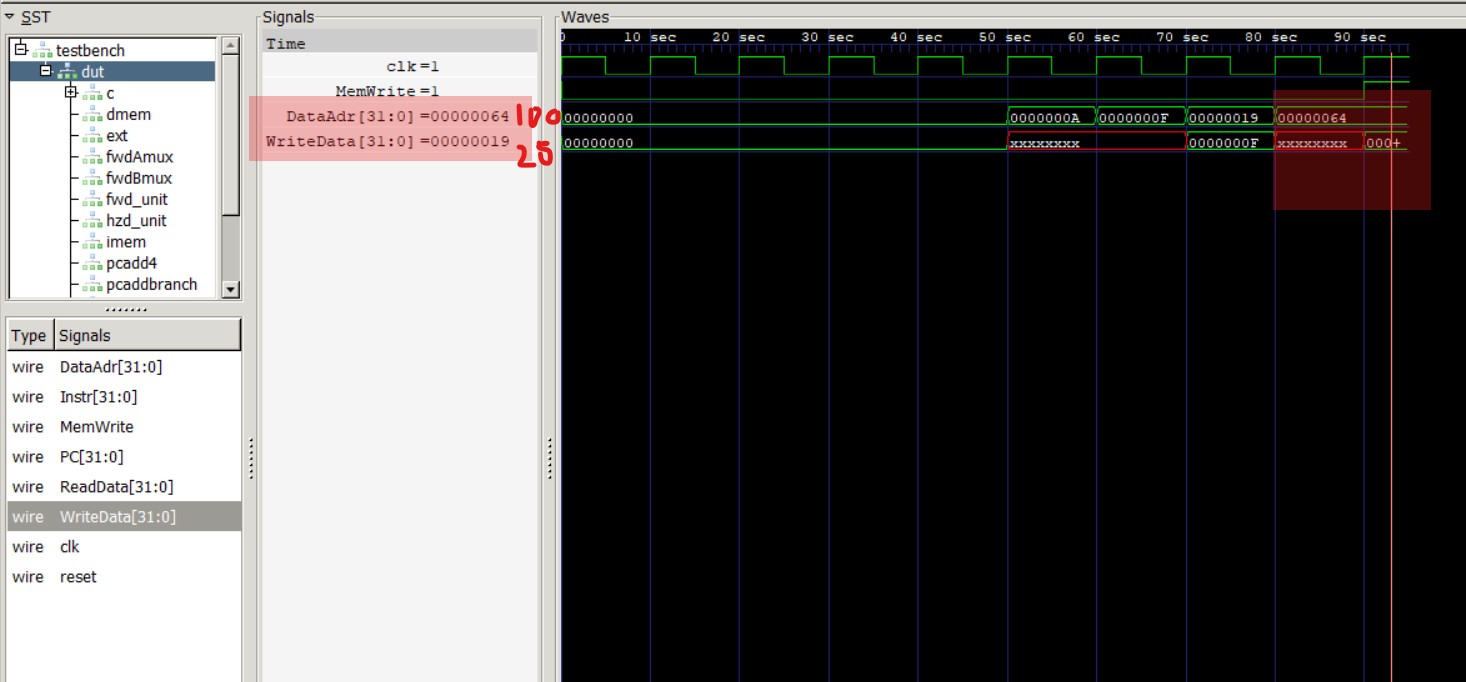 SST
testbench
dut
c
dmem
ext
fwdAmux
fwdBmux
fwd_unit
hzd_unit
imem
pcadd4
pcaddbranch
Type Signals
wire DataAdr[31:0]
wire Instr[31:0]
wire MemWrite
wire PC[31:0]
wire ReadData[31:0]
wire WriteData[31:0]
wire clk
wire reset
Signals
Time
clk =1
MemWrite =1
DataAdr[31:0] =00000064 100
WriteData[31:0] =00000019 25
Waves
0 10 sec 20 sec 30 sec 40 sec 50 sec 60 sec 70 sec 80 sec 90 sec
00000000 0000000A 0000000F 00000019 00000064
00000000 xxxxxxxx 0000000F xxxxxxxx 000+